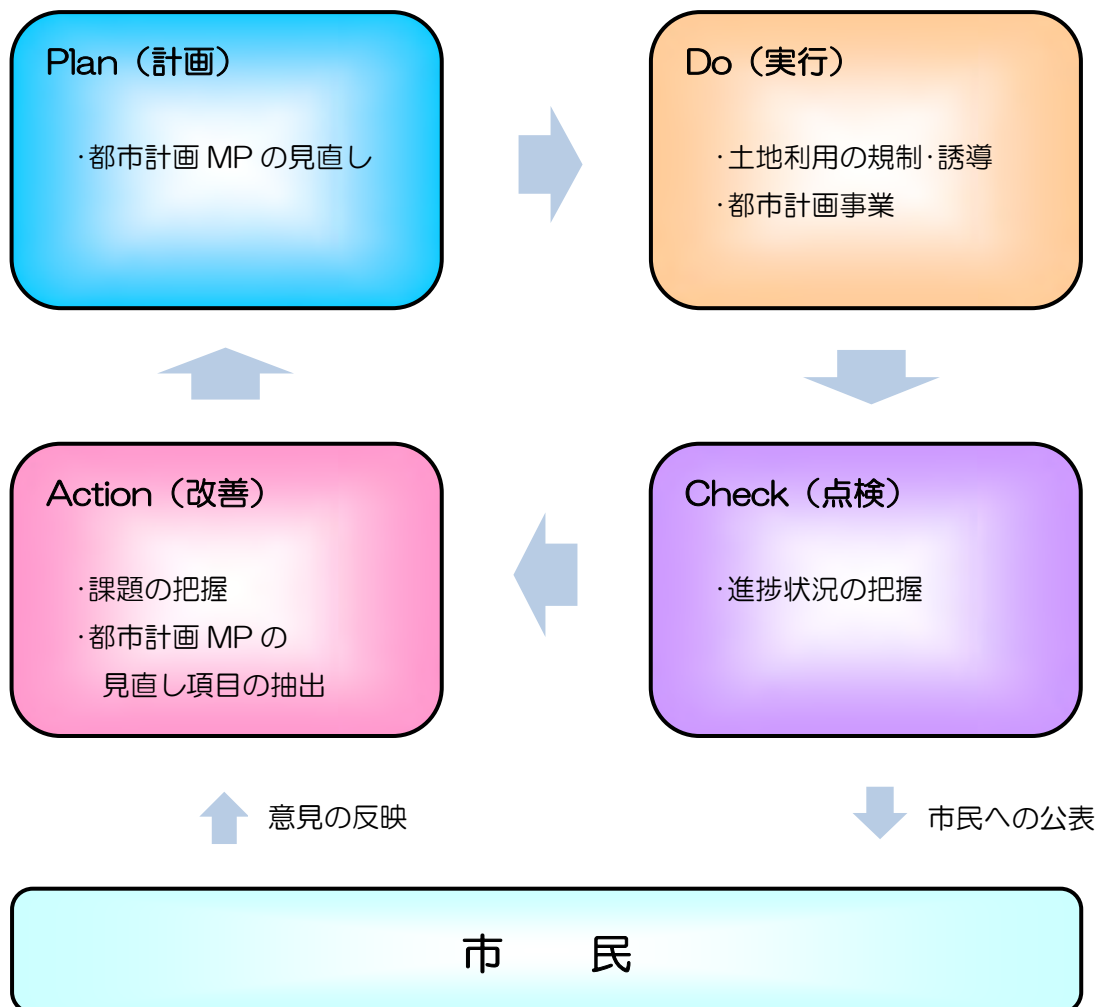 Plan（計画）
・都市計画 MP の見直し
Do（実行）
・土地利用の規制・誘導
・都市計画事業
Action（改善）
・課題の把握
・都市計画 MP の
見直し項目の抽出
Check（点検）
・進捗状況の把握
意見の反映
市民への公表
市　　民